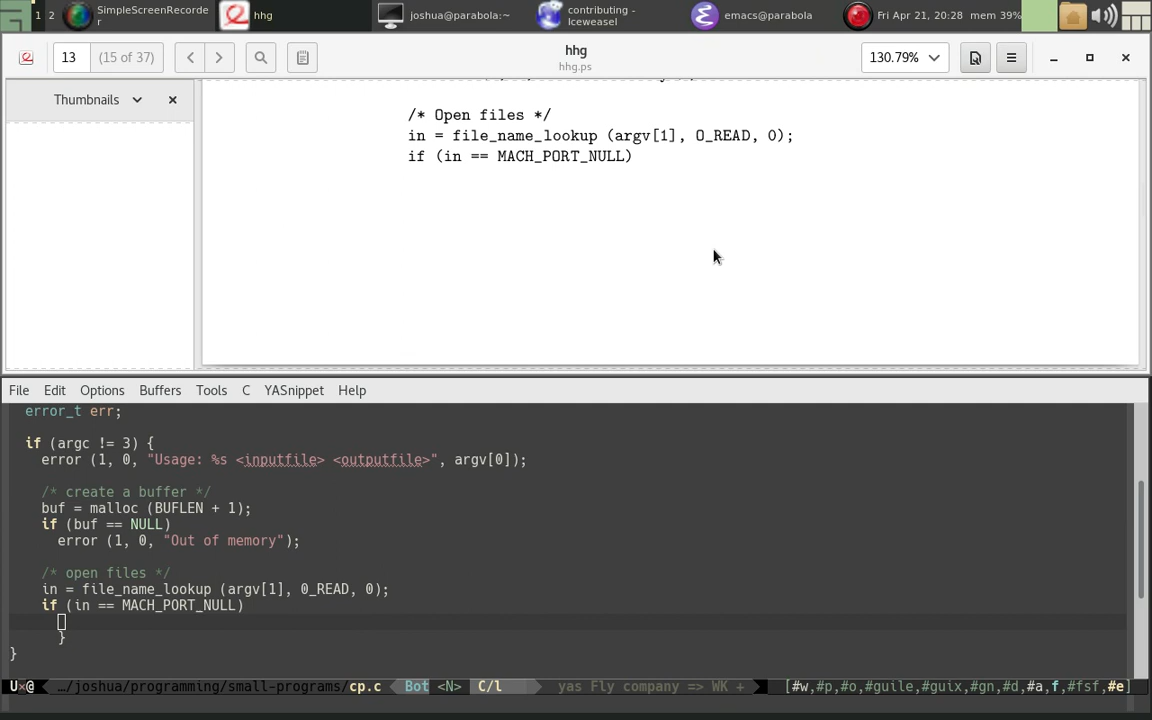 1 2 SimpleScreenRecorde
r
hhg
joshua@parabola:~
contributing -
Iceweasel
emacs@parabola
Fri Apr 21, 20:28 mem 39%
13 (15 of 37)
hhg
hhg.ps
130.79%
Thumbnails
/* Open files */
in = file_name_lookup (argv[1], O_READ, 0);
if (in == MACH_PORT_NULL)
File Edit Options Buffers Tools C YASnippet Help
error_t err;
if (argc != 3) {
error (1, 0, "Usage: %s <inputfile> <outputfile>", argv[0]);
/* create a buffer */
buf = malloc (BUFLEN + 1);
if (buf == NULL)
error (1, 0, "Out of memory");
/* open files */
in = file_name_lookup (argv[1], 0_READ, 0);
if (in == MACH_PORT_NULL)
}
}
U×@ …/joshua/programming/small-programs/cp.c Bot <N> C/l yas Fly company => WK + [#w,#p,#o,#guile,#guix,#gn,#d,#a,f,#fsf,#e]